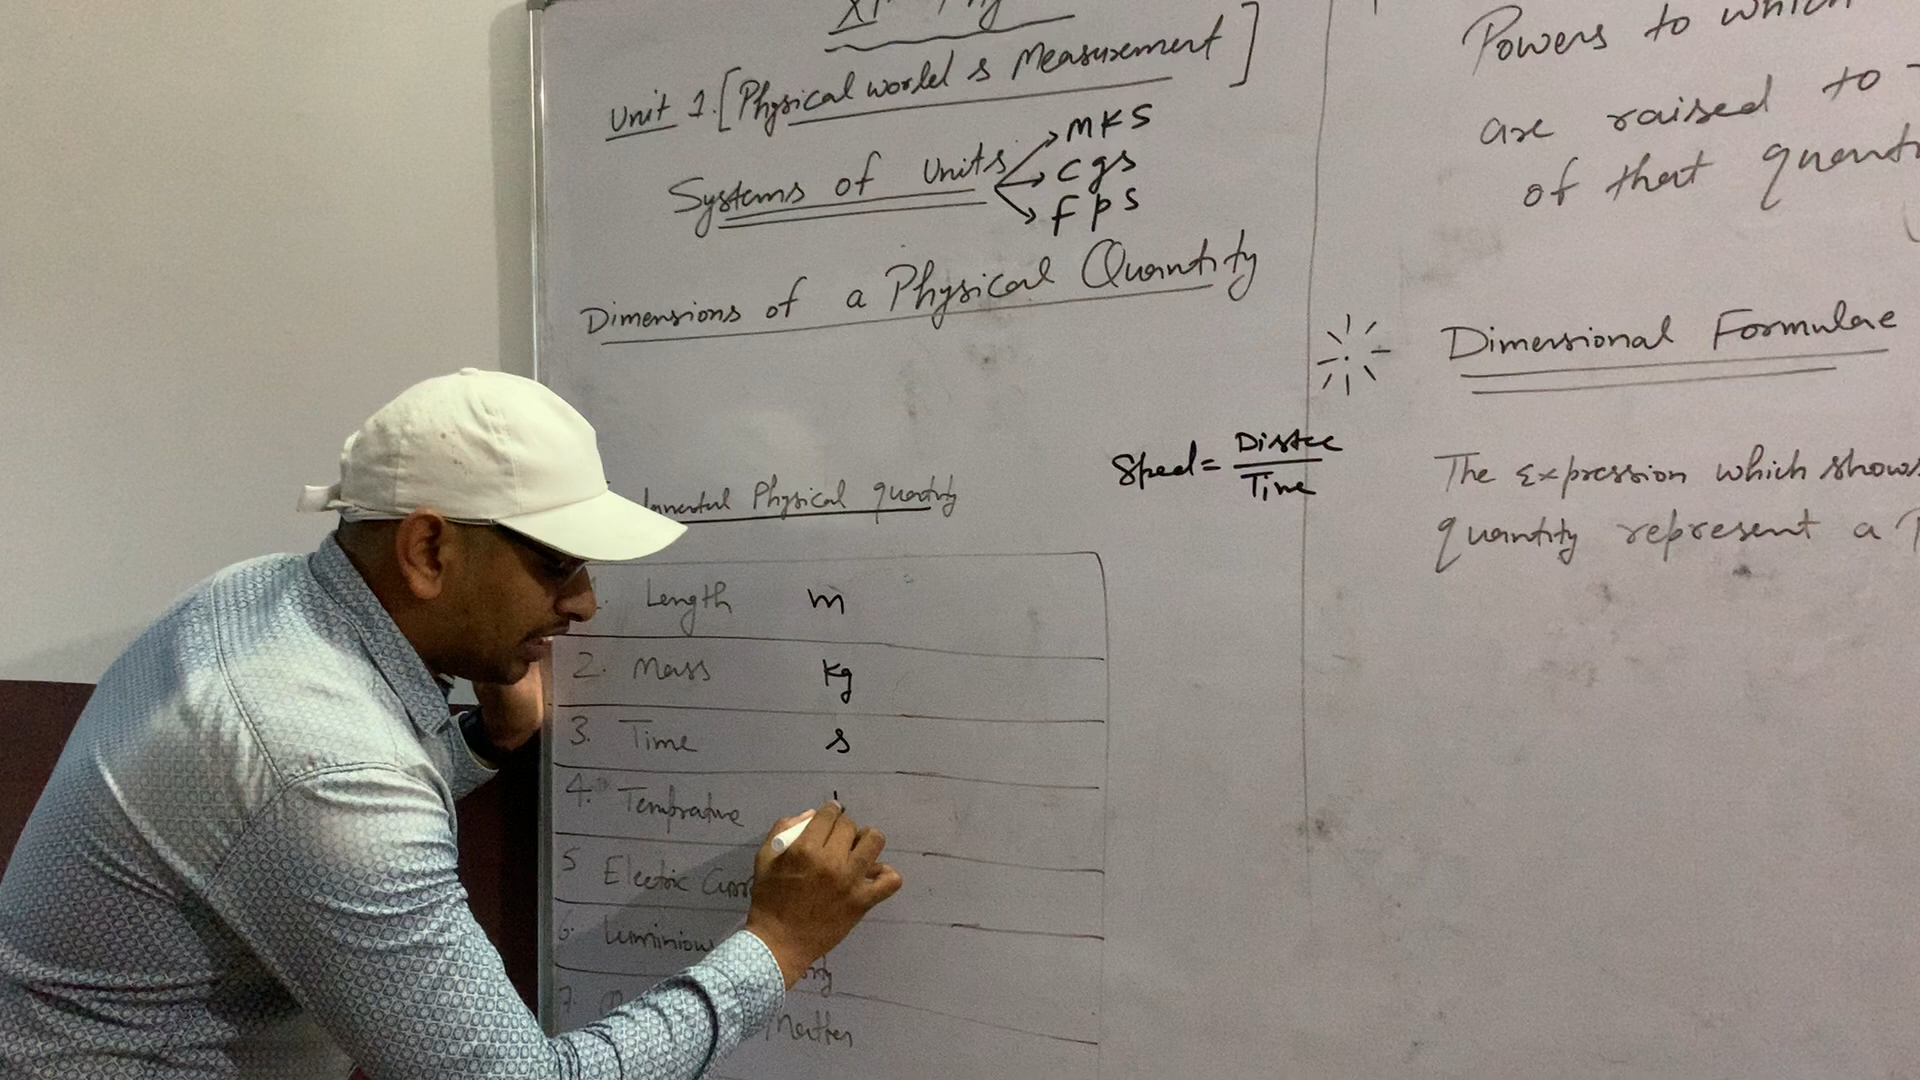 Unit 1. [Physical world & Measurement]
Systems of Units
MKS
cgs
fps
Dimensions of a Physical Quantity
Physical quantity
Length m
2. Mass kg
3. Time s
4. Temprature
5 Electric
6.
7.
Matter
Speed = Distce
Time
Powers to which
are raised to
of that
Dimensional Formulae
The Expression which shows
quantity represent a